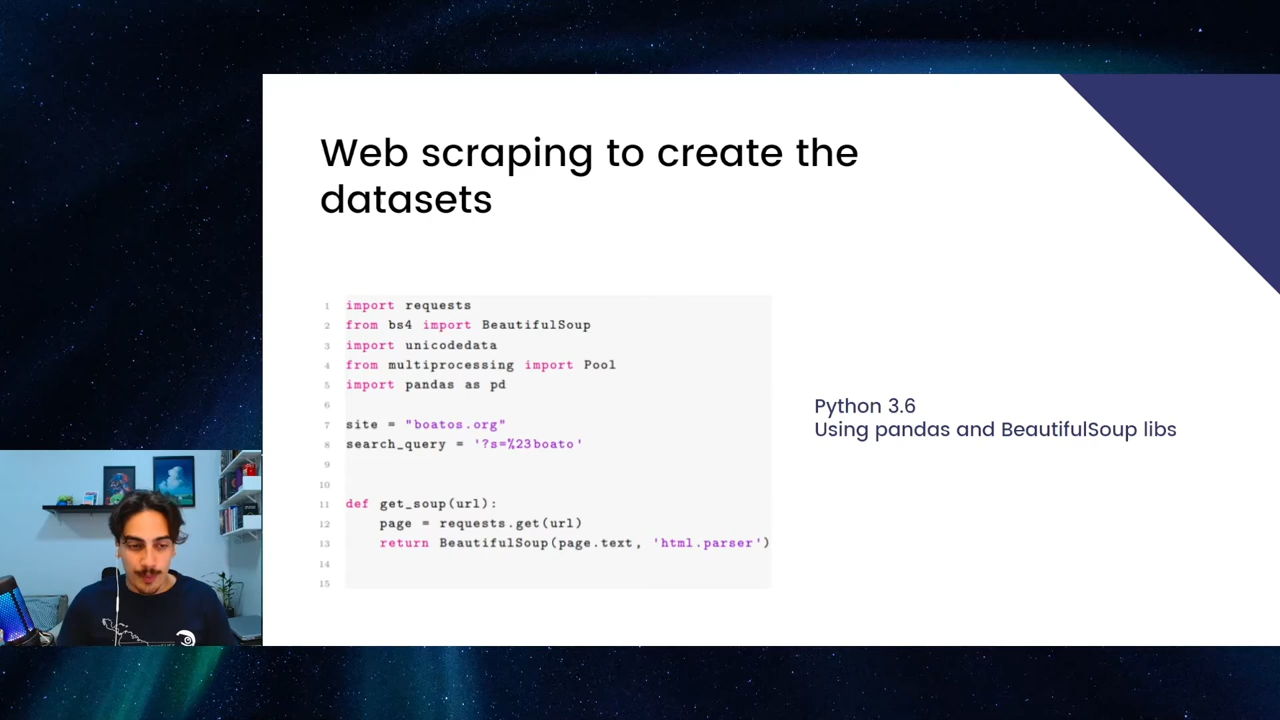 Web scraping to create the
datasets
1 import requests
2 from bs4 import BeautifulSoup
3 import unicodedata
4 from multiprocessing import Pool
5 import pandas as pd
6
7 site = "boatos.org"
8 search_query = '?s=%23boato'
9
10
11 def get_soup(url):
12 page = requests.get(url)
13 return BeautifulSoup(page.text, 'html.parser')
14
15
Python 3.6
Using pandas and BeautifulSoup libs